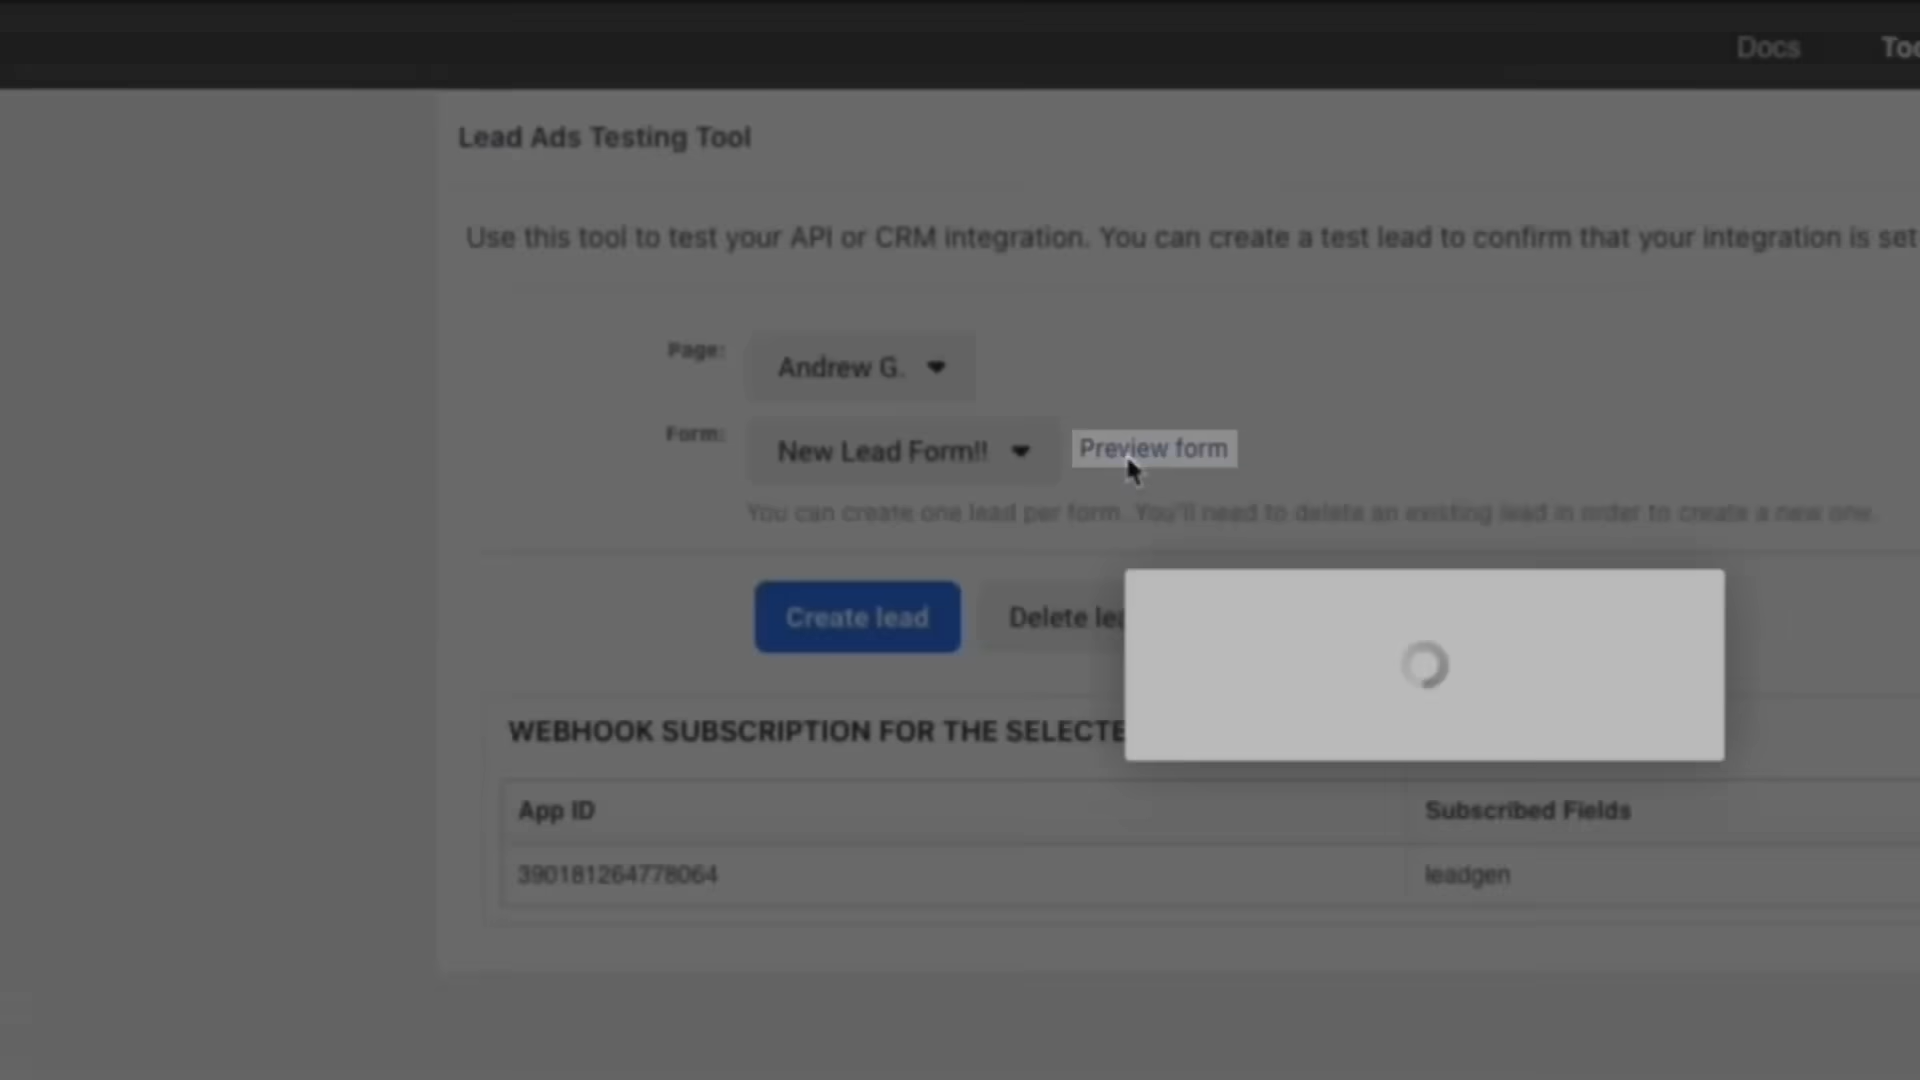 Docs
Lead Ads Testing Tool
Use this tool to test your API or CRM integration. You can create a test lead to confirm that your integration is set
Page:
Andrew G.
Form:
New Lead Form!!
Preview form
You can create one lead per form. You'll need to delete an existing lead in order to create a new one.
Create lead
Delete
WEBHOOK SUBSCRIPTION FOR THE
App ID
Subscribed Fields
390181264778064
leadgen